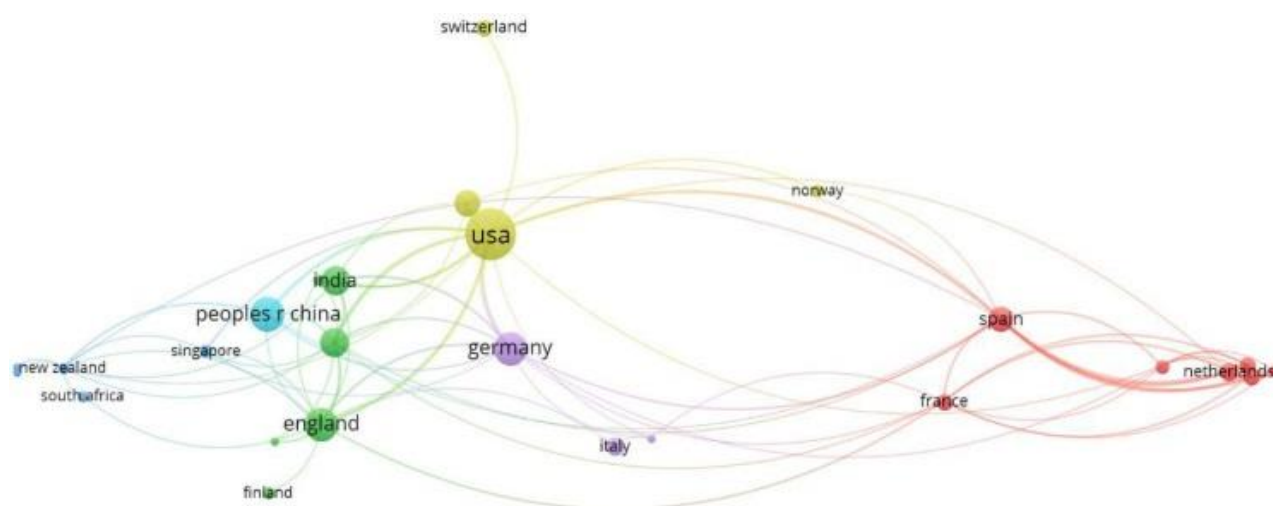 switzerland
norway
usa
india
peoples r china
spain
singapore
germany
new zealand
netherlands
south africa
france
england
italy
finland